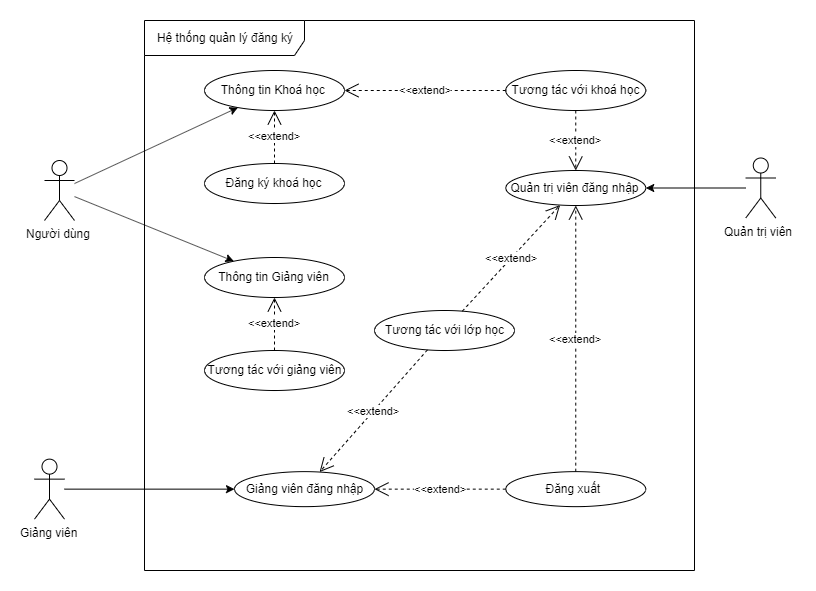 Hệ thống quản lý đăng ký
Thông tin Khoá học
<<extend>>
Tương tác với khoá học
<<extend>>
<<extend>>
Đăng ký khoá học
Quản trị viên đăng nhập
Người dùng
Quản trị viên
<<extend>>
Thông tin Giảng viên
<<extend>>
Tương tác với lớp học
<<extend>>
Tương tác với giảng viên
<<extend>>
Giảng viên đăng nhập
<<extend>>
Đăng xuất
Giảng viên